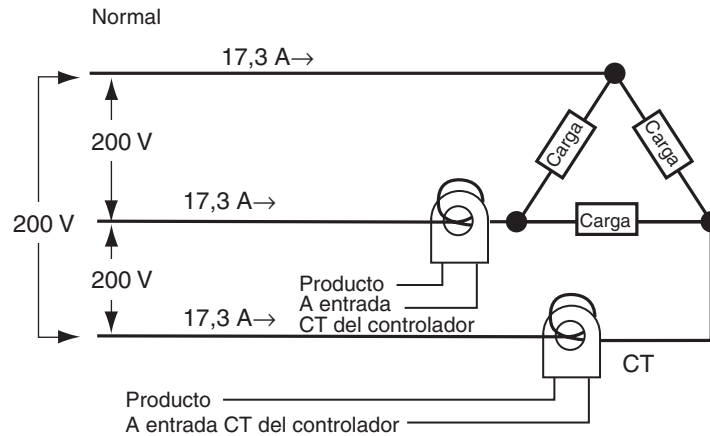 Normal
17,3 A→
Carga
Carga
200 V
17,3 A→
Carga
200 V
200 V
Producto
A entrada
CT del controlador
17,3 A→
CT
Producto
A entrada CT del controlador